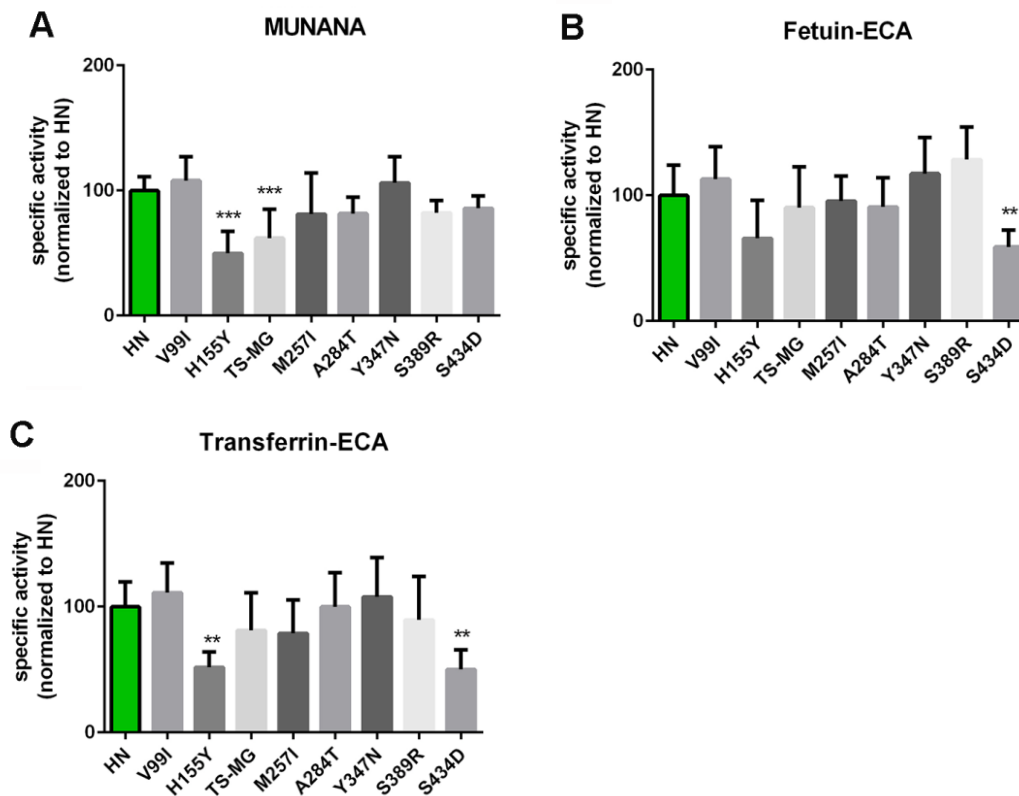 A
MUNANA
specific activity
(normalized to HN)
200
100
0
***
***
HN
V99I
H155Y
TS-MG
M257I
A284T
Y347N
S389R
S434D
B
Fetuin-ECA
specific activity
(normalized to HN)
200
100
0
**
HN
V99I
H155Y
TS-MG
M257I
A284T
Y347N
S389R
S434D
C
Transferrin-ECA
specific activity
(normalized to HN)
200
100
0
**
**
HN
V99I
H155Y
TS-MG
M257I
A284T
Y347N
S389R
S434D